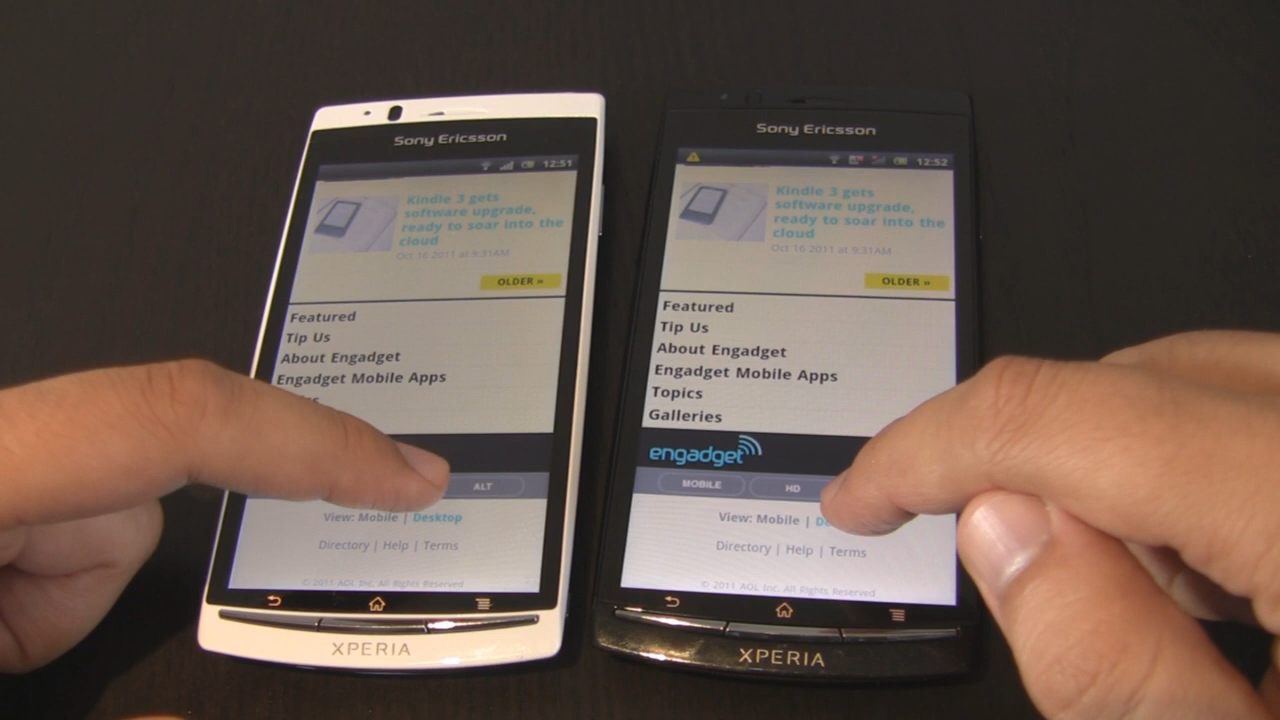 Sony Ericsson
12:51
Kindle 3 gets
software upgrade,
ready to soar into the
cloud
Oct 16 2011 at 9:31AM
OLDER »
Featured
Tip Us
About Engadget
Engadget Mobile Apps
ALT
View: Mobile | Desktop
Directory | Help | Terms
© 2011 AOL Inc. All Rights Reserved
XPERIA
Sony Ericsson
12:52
Kindle 3 gets
software upgrade,
ready to soar into the
cloud
Oct 16 2011 at 9:31AM
OLDER »
Featured
Tip Us
About Engadget
Engadget Mobile Apps
Topics
Galleries
engadget
MOBILE
HD
View: Mobile |
Directory | Help | Terms
© 2011 AOL Inc. All Rights Reserved
XPERIA